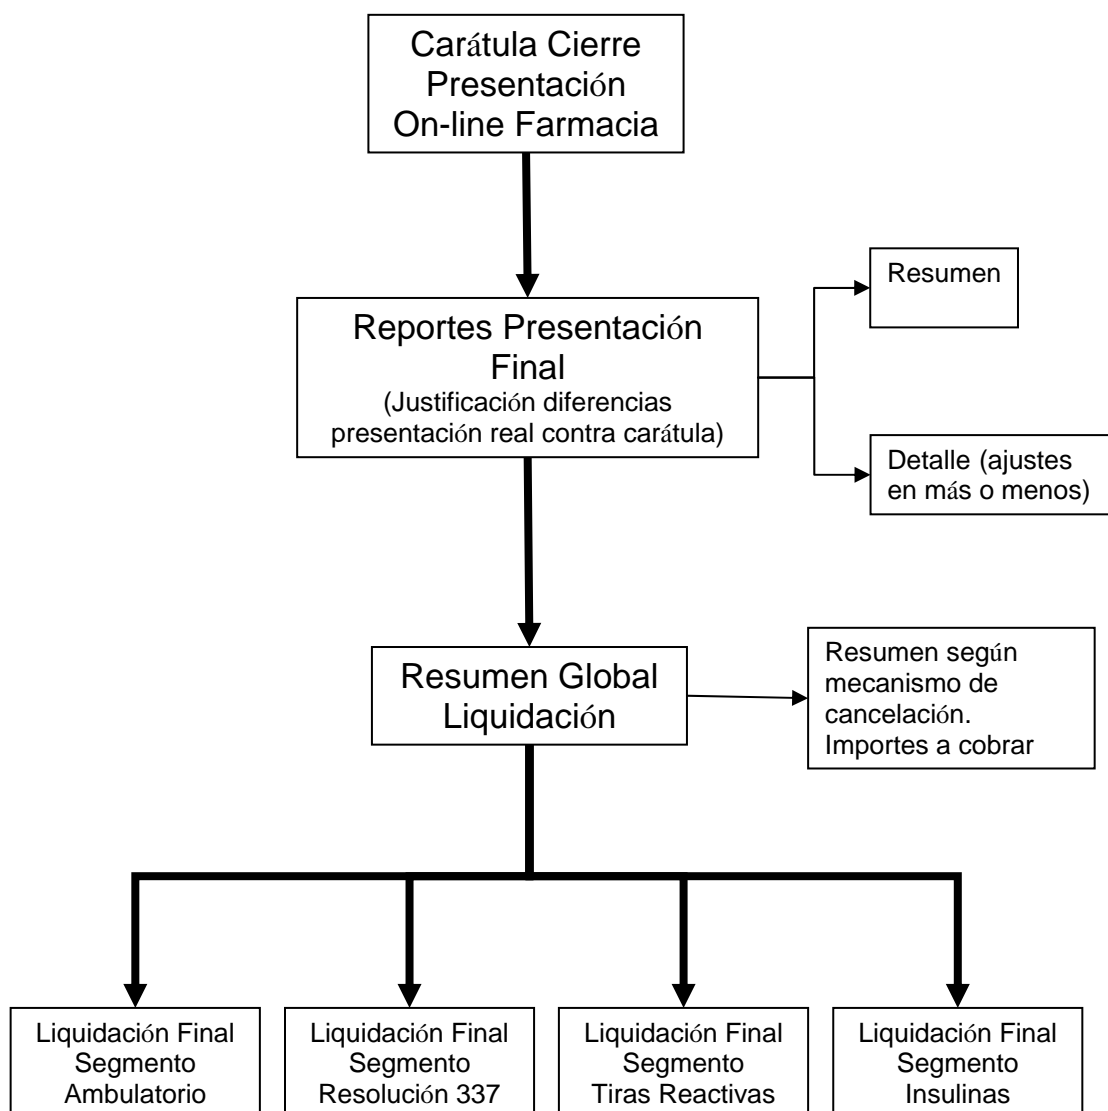 Carátula Cierre
Presentación
On-line Farmacia
Resumen
Reportes Presentación
Final
(Justificación diferencias
presentación real contra carátula)
Detalle (ajustes
en más o menos)
Resumen Global
Liquidación
Resumen según
mecanismo de
cancelación.
Importes a cobrar
Liquidación Final
Segmento
Ambulatorio
Liquidación Final
Segmento
Resolución 337
Liquidación Final
Segmento
Tiras Reactivas
Liquidación Final
Segmento
Insulinas